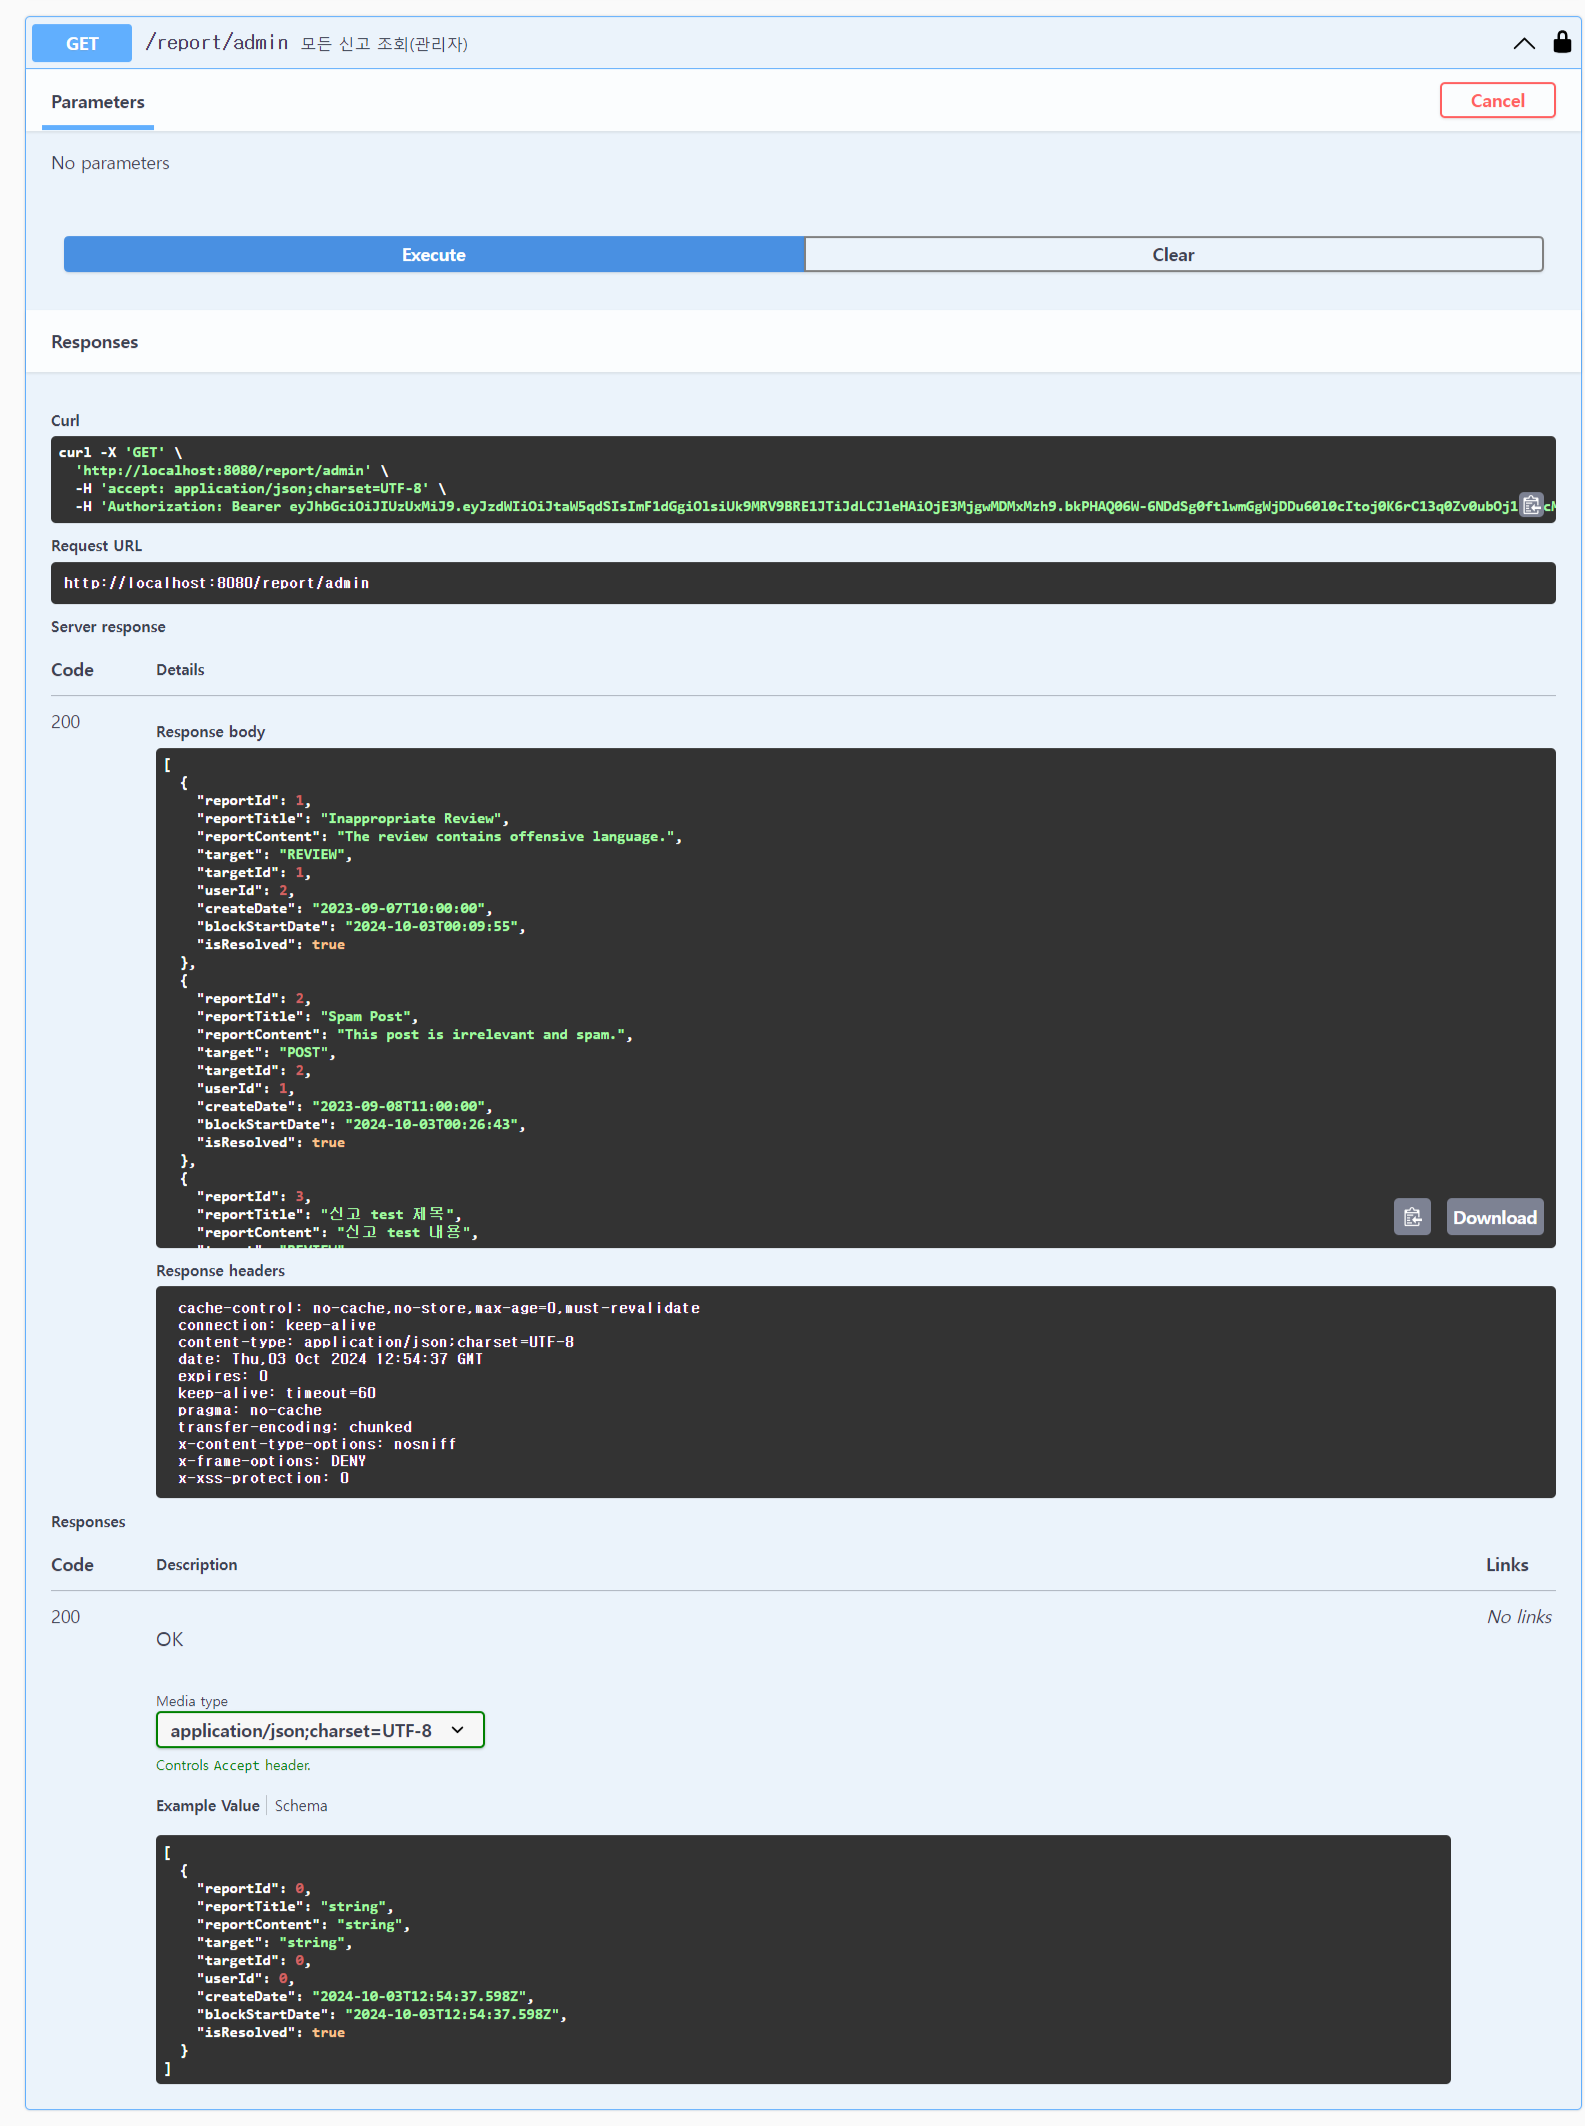 GET /report/admin 모든 신고 조회(관리자)
Parameters
Cancel
No parameters
Execute
Clear
Responses
Curl
curl -X 'GET' \
'http://localhost:8080/report/admin' \
-H 'accept: application/json;charset=UTF-8' \
-H 'Authorization: Bearer
Request URL
http://localhost:8080/report/admin
Server response
Code Details
200
Response body
[
{
"reportId": 1,
"reportTitle": "Inappropriate Review",
"reportContent": "The review contains offensive language.",
"target": "REVIEW",
"targetId": 1,
"userId": 2,
"createDate": "2023-09-07T10:00:00",
"blockStartDate": "2024-10-03T00:09:55",
"isResolved": true
},
{
"reportId": 2,
"reportTitle": "Spam Post",
"reportContent": "This post is irrelevant and spam.",
"target": "POST",
"targetId": 2,
"userId": 1,
"createDate": "2023-09-08T11:00:00",
"blockStartDate": "2024-10-03T00:26:43",
"isResolved": true
},
{
"reportId": 3,
"reportTitle": "신고 test 제목",
"reportContent": "신고 test 내용",
Download
Response headers
cache-control: no-cache,no-store,max-age=0,must-revalidate
connection: keep-alive
content-type: application/json;charset=UTF-8
date: Thu,03 Oct 2024 12:54:37 GMT
expires: 0
keep-alive: timeout=60
pragma: no-cache
transfer-encoding: chunked
x-content-type-options: nosniff
x-frame-options: DENY
x-xss-protection: 0
Responses
Code Description Links
200 No links
OK
Media type
application/json;charset=UTF-8
Controls Accept header.
Example Value Schema
[
{
"reportId": 0,
"reportTitle": "string",
"reportContent": "string",
"target": "string",
"targetId": 0,
"userId": 0,
"createDate": "2024-10-03T12:54:37.598Z",
"blockStartDate": "2024-10-03T12:54:37.598Z",
"isResolved": true
}
]